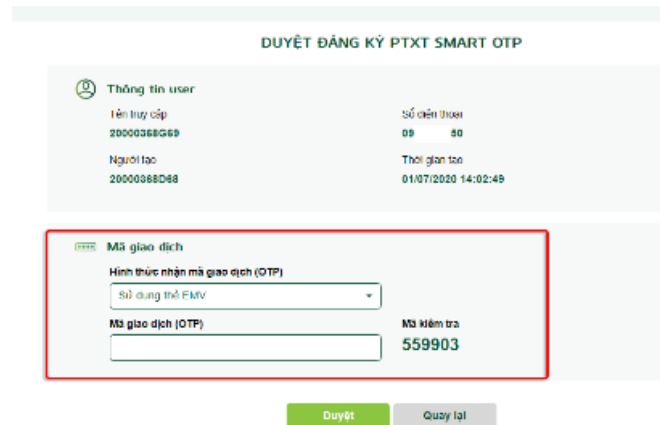 DUYỆT ĐĂNG KÝ PTXT SMART OTP
Thông tin user
Tên truy cập
20000368G69
Số điện thoại
09 50
Người tạo
20000368D68
Thời gian tạo
01/07/2020 14:02:49
Mã giao dịch
Hình thức nhận mã giao dịch (OTP)
Sử dụng thẻ EMV
Mã giao dịch (OTP)
Mã kiểm tra
559903
Duyệt
Quay lại